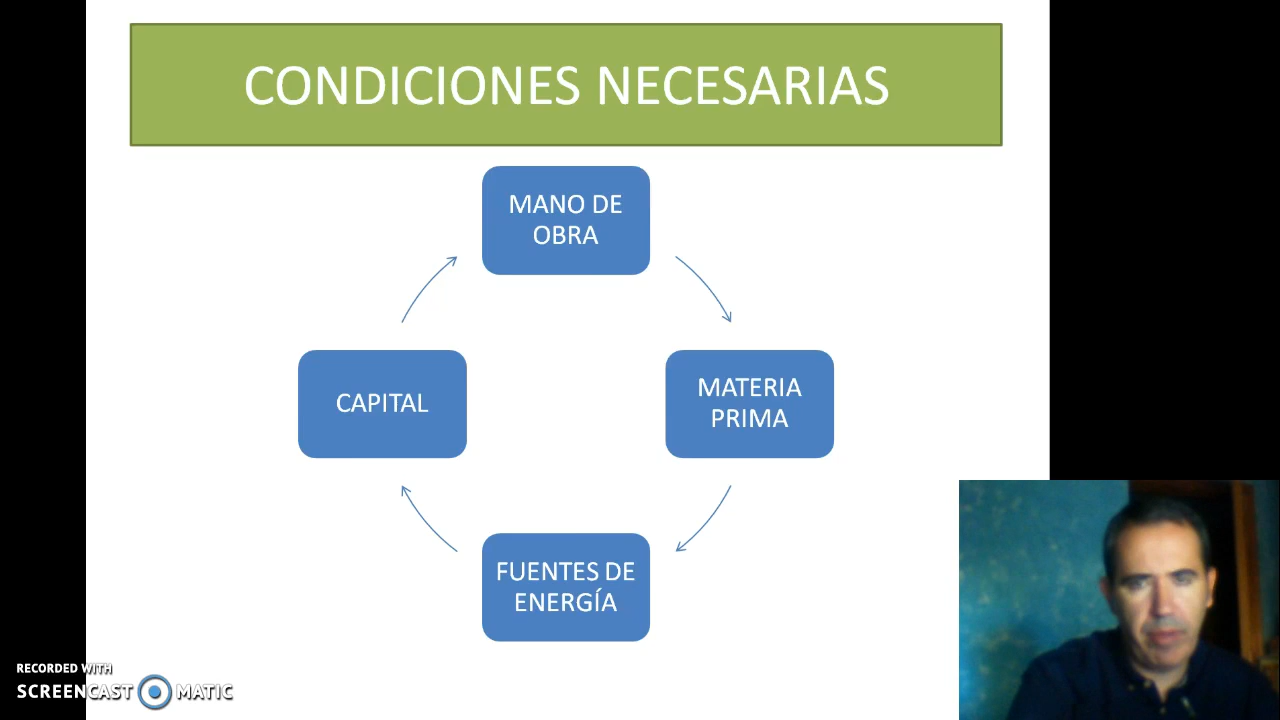 CONDICIONES NECESARIAS
MANO DE
OBRA
MATERIA
PRIMA
FUENTES DE
ENERGÍA
CAPITAL
RECORDED WITH
SCREENCAST MATIC